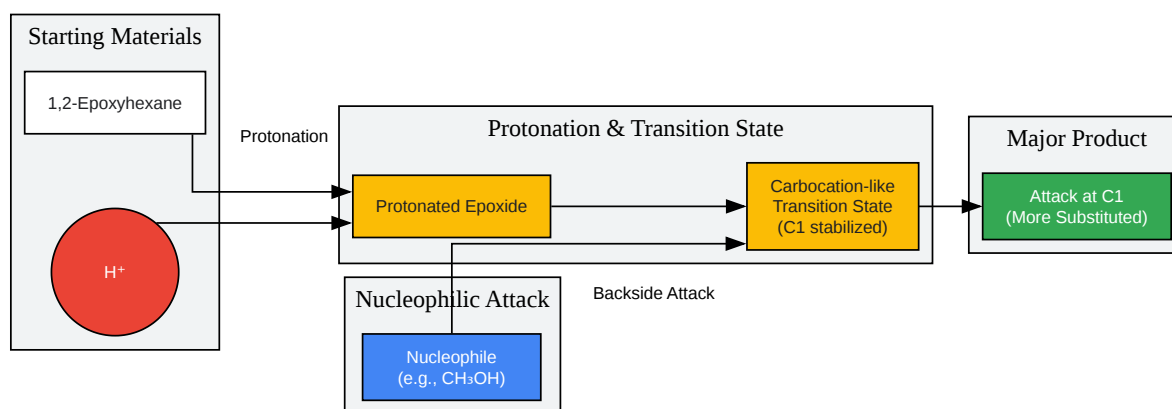 Starting Materials
1,2-Epoxyhexane
H⁺
Protonation
Protonation & Transition State
Protonated Epoxide
Carbocation-like
Transition State
(C1 stabilized)
Major Product
Attack at C1
(More Substituted)
Nucleophilic Attack
Backside Attack
Nucleophile
(e.g., CH₃OH)